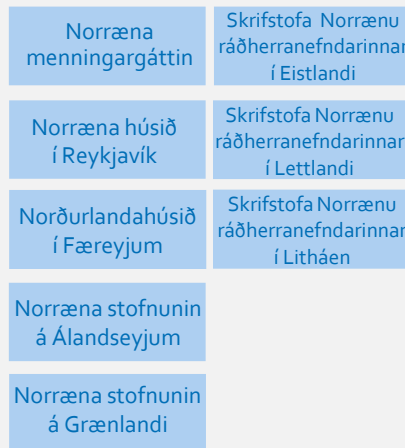 Norræna
menningargáttin
Skrifstofa Norrænu
ráðherranefndarinnar
í Eistlandi
Norræna húsið
í Reykjavík
Skrifstofa Norrænu
ráðherranefndarinnar
í Lettlandi
Norðurlandahúsið
í Færeyjum
Skrifstofa Norrænu
ráðherranefndarinnar
í Litháen
Norræna stofnunin
á Álandseyjum
Norræna stofnunin
á Grænlandi